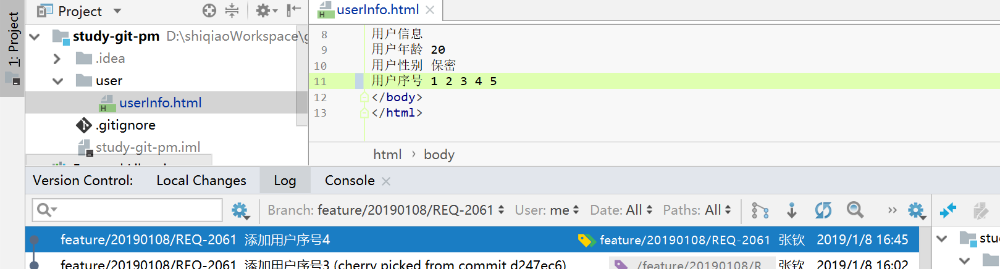 1: Project
Project
userInfo.html
study-git-pm D:\shiqiaoWorkspace\g
.idea
user
userInfo.html
.gitignore
study-git-pm.iml
8 用户信息
9 用户年龄 20
10 用户性别 保密
11 用户序号 1 2 3 4 5
12 </body>
13 </html>
html › body
Version Control: Local Changes Log Console
Branch: feature/20190108/REQ-2061 User: me Date: All Paths: All
feature/20190108/REQ-2061 添加用户序号4 feature/20190108/REQ-2061 张钦 2019/1/8 16:45 stu
feature/20190108/REQ-2061 添加用户序号3 (cherry picked from commit d247ec6) /feature/20190108/R... 张钦 2019/1/8 16:02